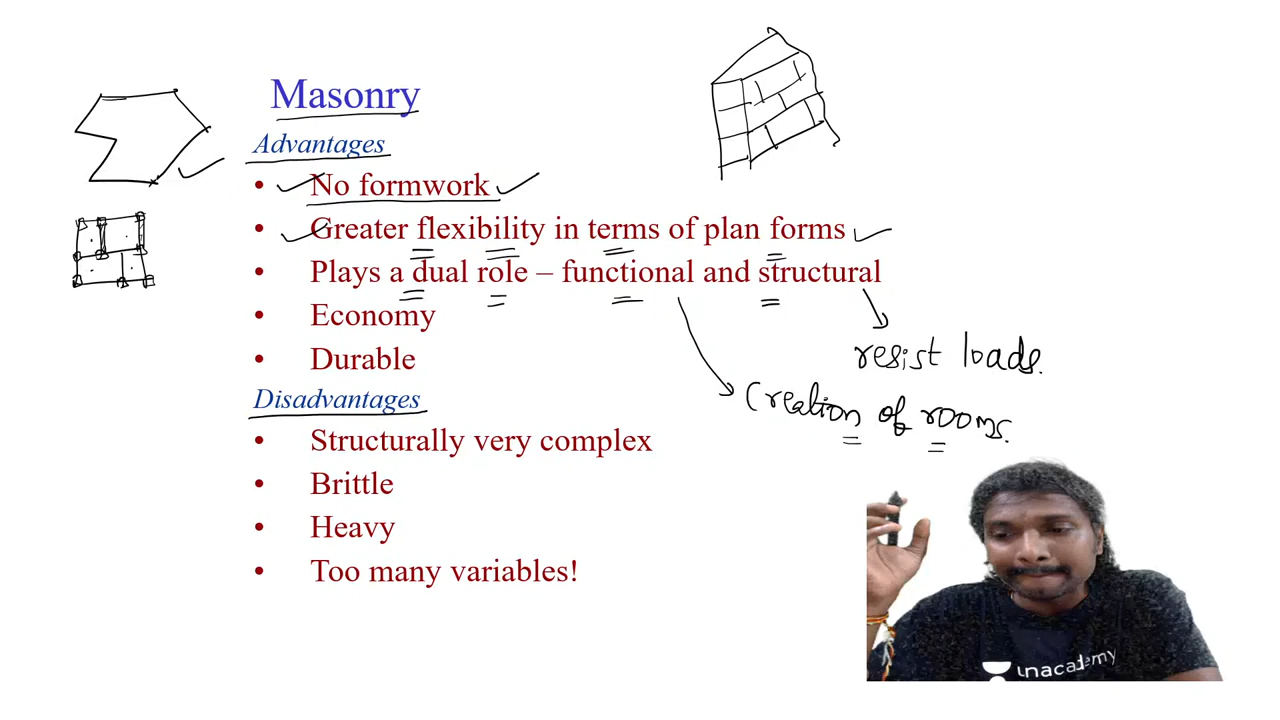 Masonry
Advantages
• No formwork
• Greater flexibility in terms of plan forms
• Plays a dual role – functional and structural
• Economy
resist loads.
• Durable
Creation of rooms.
Disadvantages
• Structurally very complex
• Brittle
• Heavy
• Too many variables!
unacademy